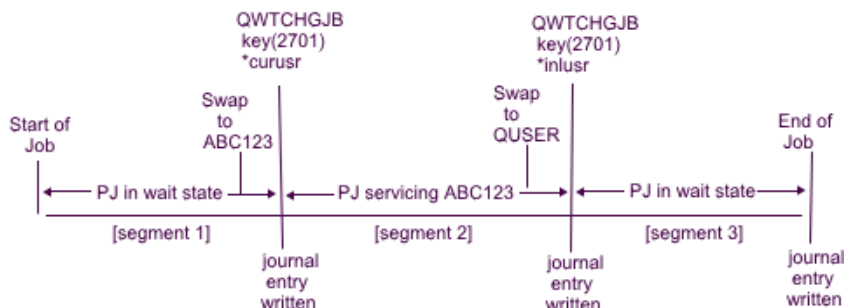 QWTCHGJB
key(2701)
*curusr
QWTCHGJB
key(2701)
*inlusr
Start of
Job
Swap
to
ABC123
Swap
to
QUSER
End of
Job
PJ in wait state
PJ servicing ABC123
PJ in wait state
[segment 1]
[segment 2]
[segment 3]
journal
entry
written
journal
entry
written
journal
entry
written